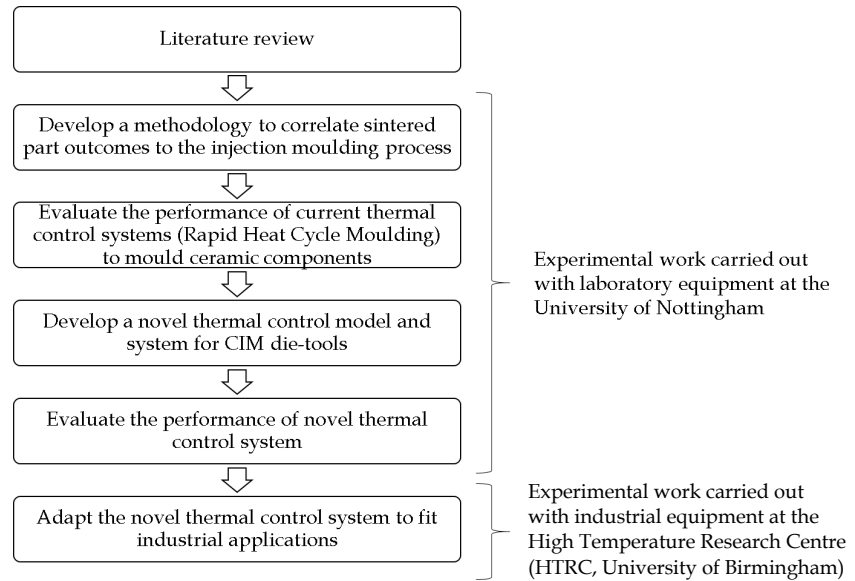 Literature review
Develop a methodology to correlate sintered
part outcomes to the injection moulding process
Evaluate the performance of current thermal
control systems (Rapid Heat Cycle Moulding)
to mould ceramic components
Develop a novel thermal control model and
system for CIM die-tools
Evaluate the performance of novel thermal
control system
Adapt the novel thermal control system to fit
industrial applications
Experimental work carried out
with laboratory equipment at the
University of Nottingham
Experimental work carried out
with industrial equipment at the
High Temperature Research Centre
(HTRC, University of Birmingham)